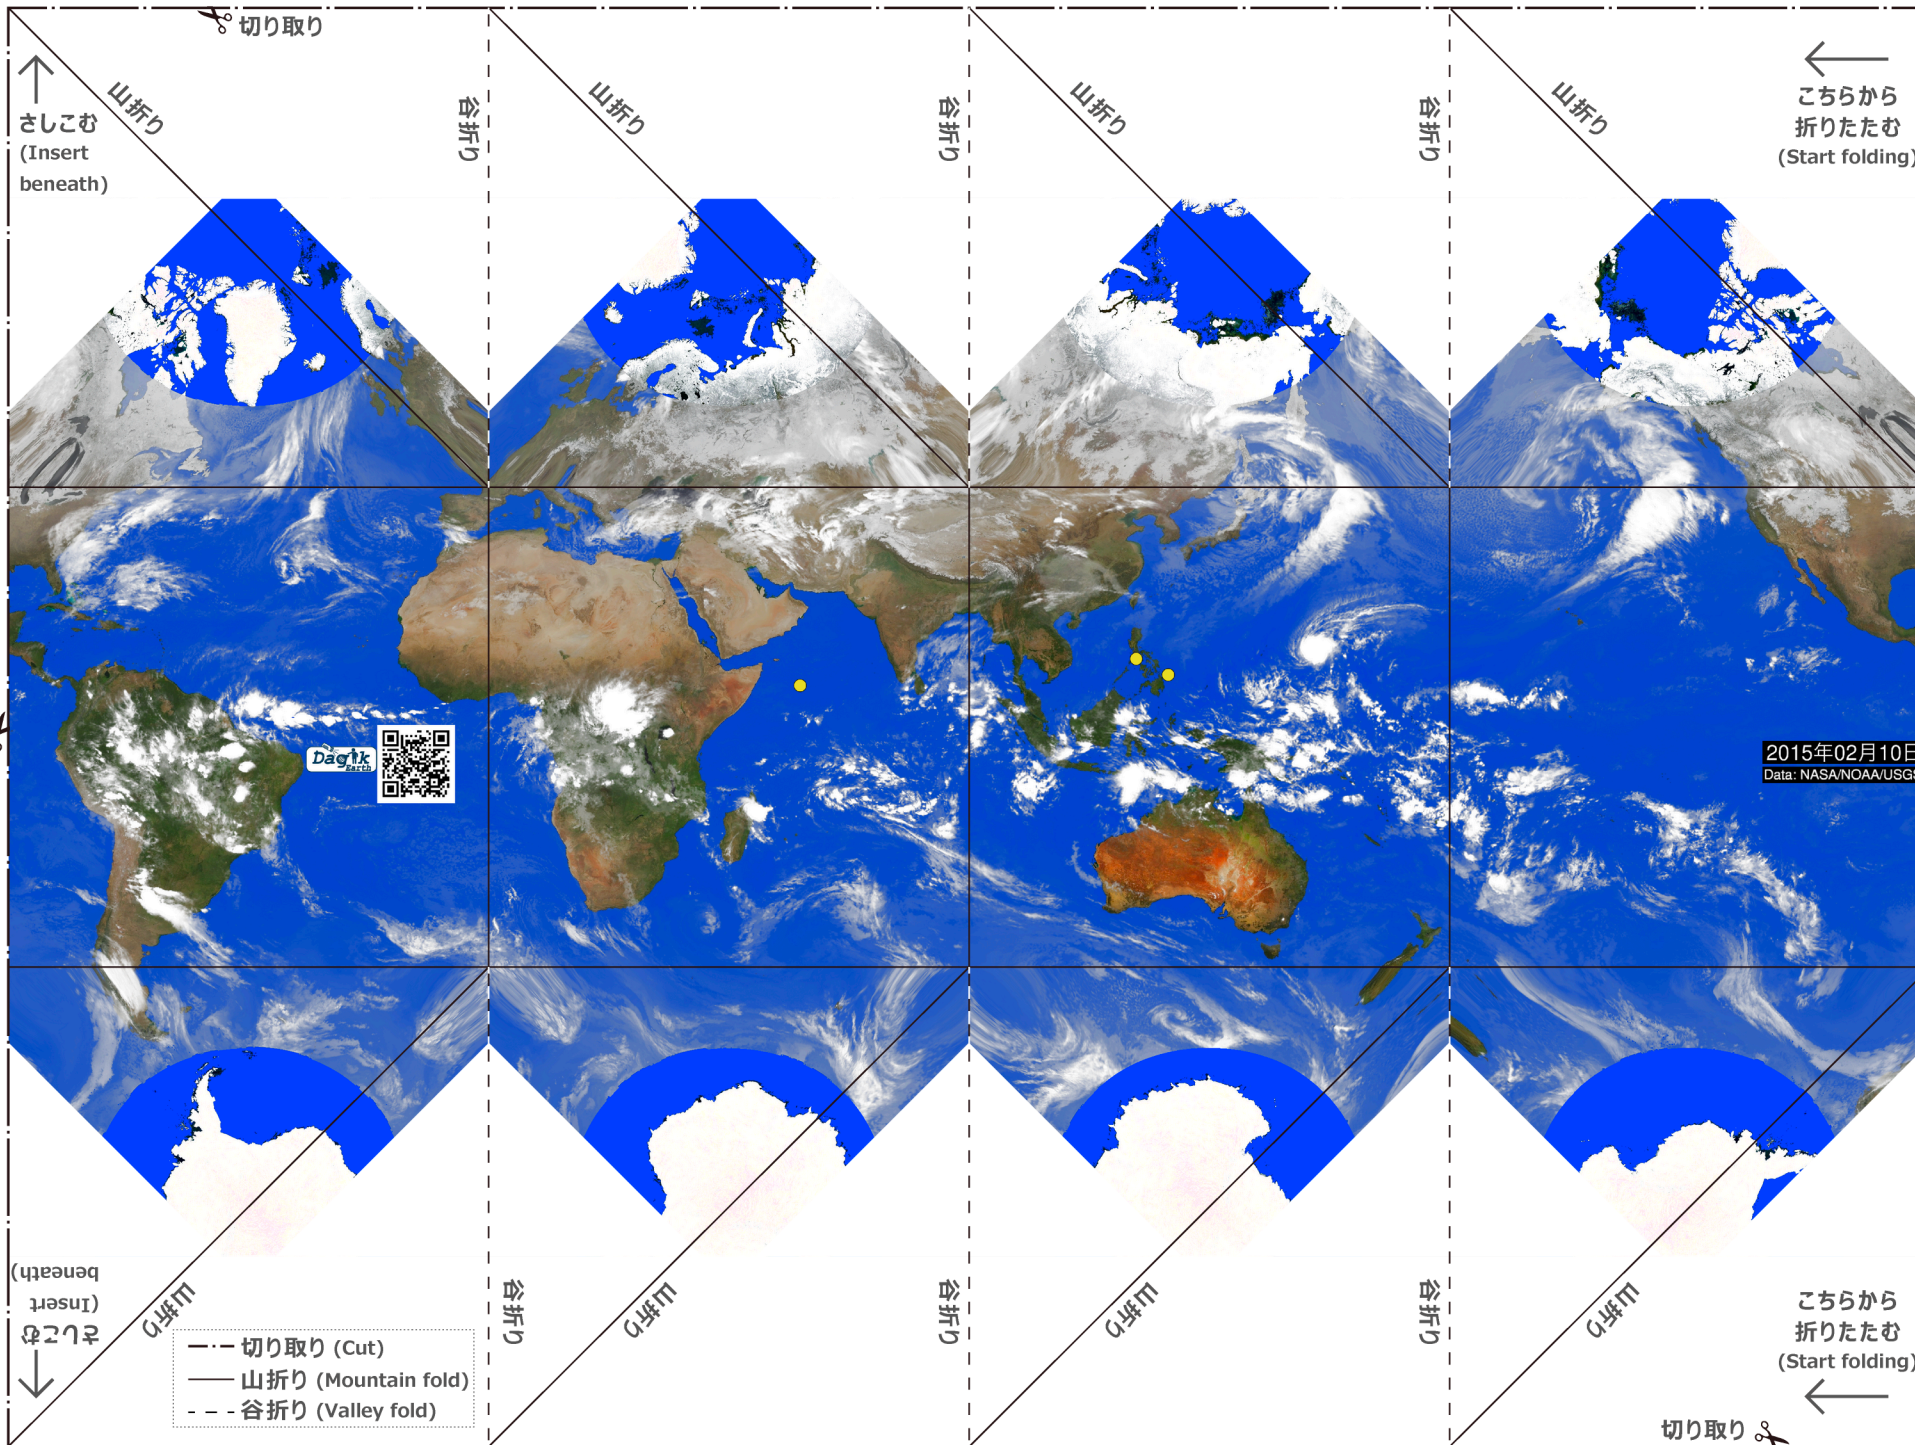 切り取り
山折り
谷折り
山折り
谷折り
山折り
谷折り
山折り
さしこむ
(Insert
beneath)
こちらから
折りたたむ
(Start folding)
Dagik
Earth
2015年02月10日
Data: NASA/NOAA/USGS
さしこむ
(Insert
beneath)
山折り
谷折り
山折り
谷折り
山折り
谷折り
山折り
こちらから
折りたたむ
(Start folding)
切り取り (Cut)
山折り (Mountain fold)
谷折り (Valley fold)
切り取り